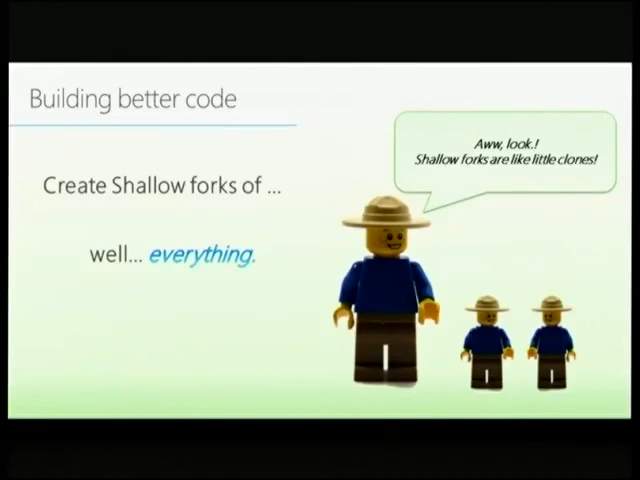 Building better code
Aww, look.!
Shallow forks are like little clones!
Create Shallow forks of ...
well... everything.